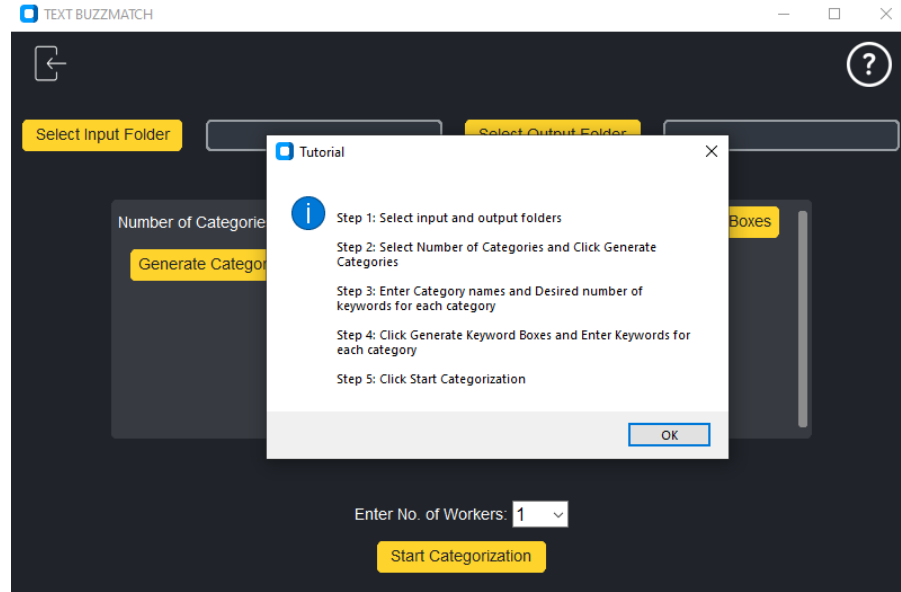 TEXT BUZZMATCH
?
Select Input Folder
Select Output Folder
Tutorial
Number of Categorie
Boxes
Generate Categor
i
Step 1: Select input and output folders
Step 2: Select Number of Categories and Click Generate
Categories
Step 3: Enter Category names and Desired number of
keywords for each category
Step 4: Click Generate Keyword Boxes and Enter Keywords for
each category
Step 5: Click Start Categorization
OK
Enter No. of Workers: 1
Start Categorization